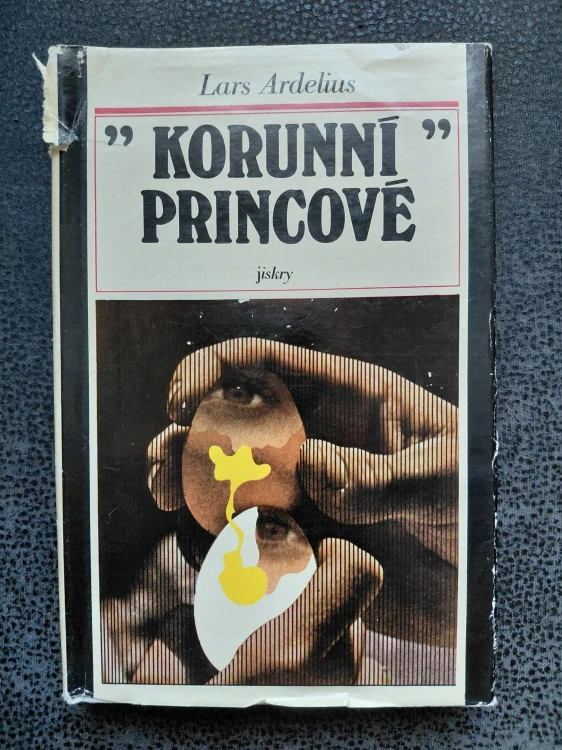 Lars Ardelius
” KORUNNÍ ”
PRINCOVÉ
jiskry